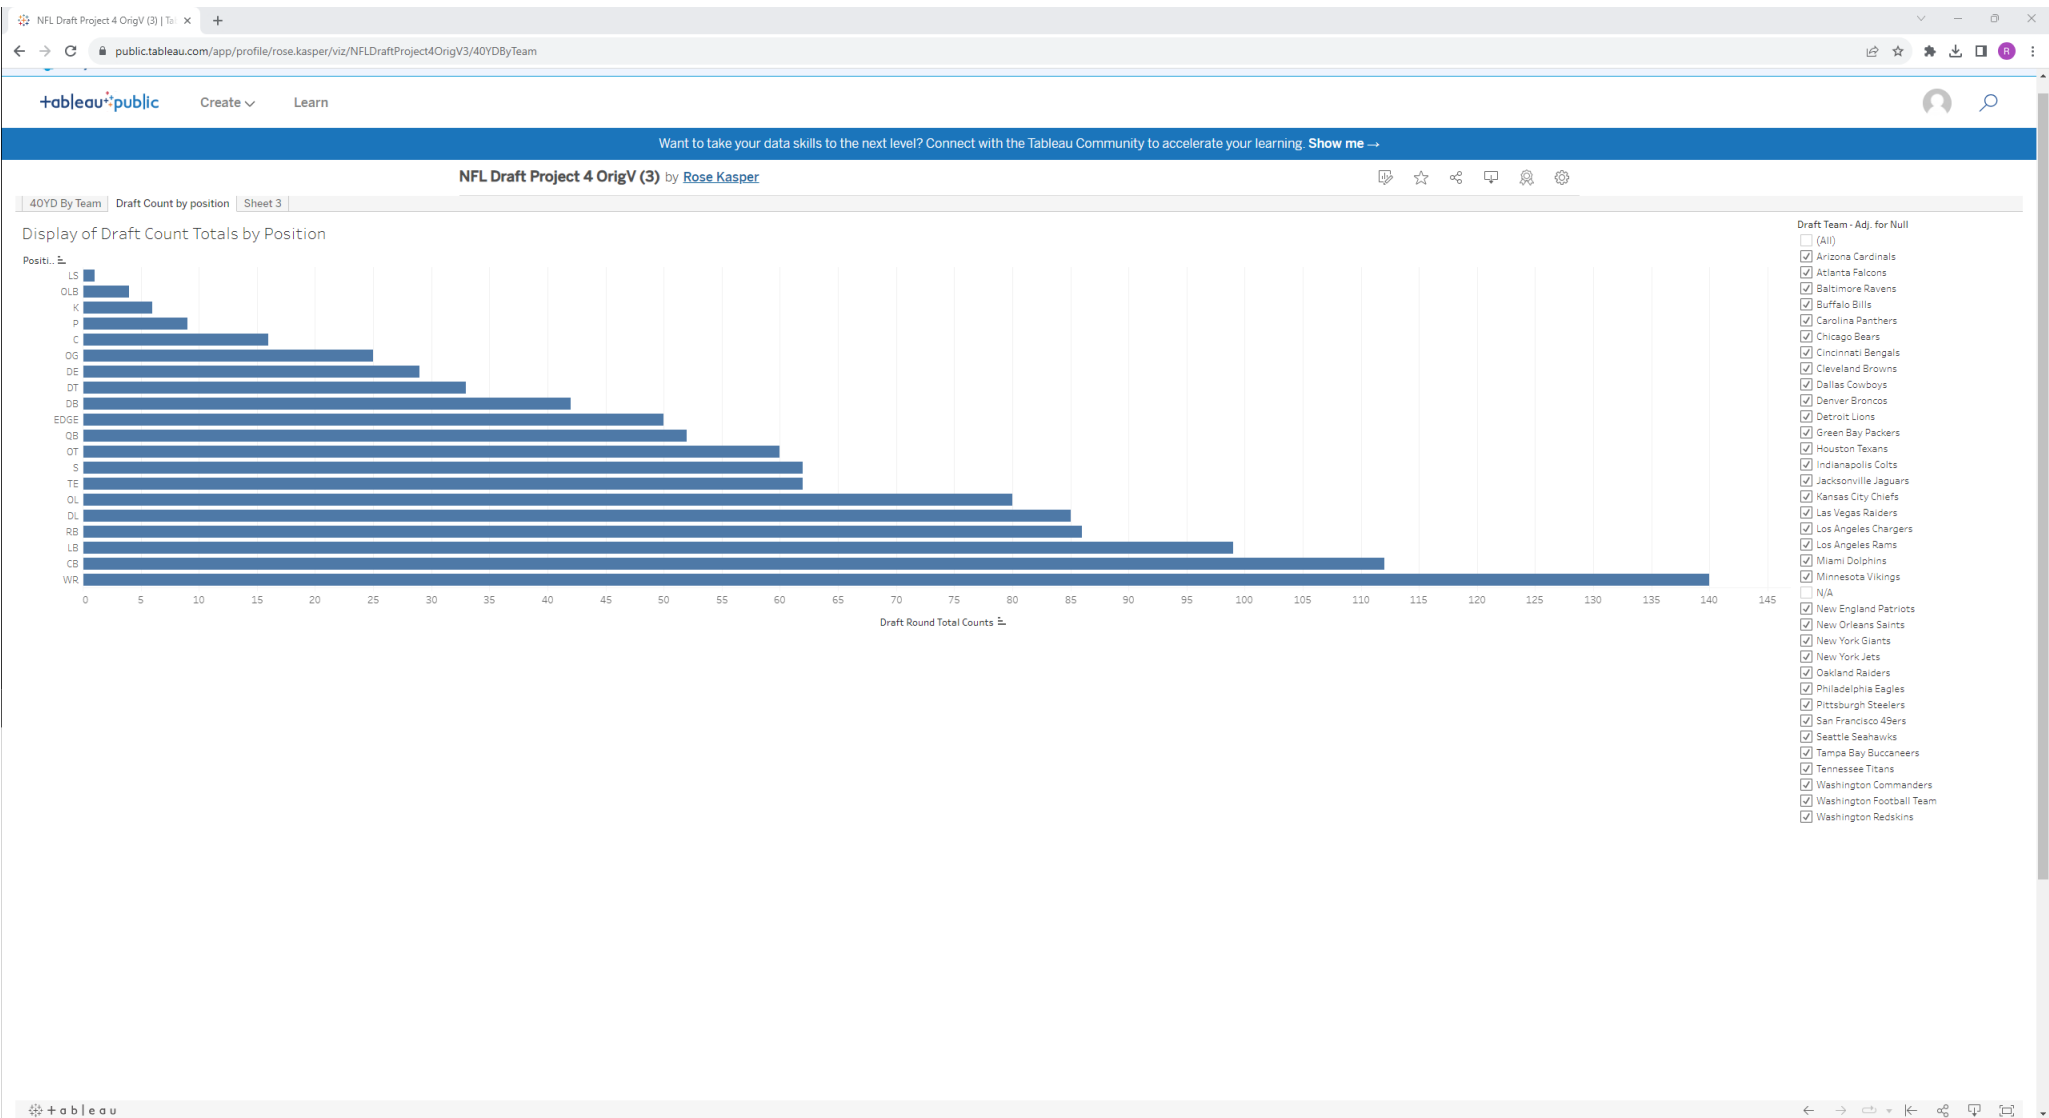 NFL Draft Project 4 OrigV (3) | Ta
public.tableau.com/app/profile/rose.kasper/viz/NFLDraftProject4OrigV3/40YDByTeam
R
+ableau public
Create
Learn
Want to take your data skills to the next level? Connect with the Tableau Community to accelerate your learning. Show me →
NFL Draft Project 4 OrigV (3) by Rose Kasper
40YD By Team
Draft Count by position
Sheet 3
Display of Draft Count Totals by Position
Positi..
LS
OLB
K
P
C
OG
DE
DT
DB
EDGE
QB
OT
S
TE
OL
DL
RB
LB
CB
WR
0 5 10 15 20 25 30 35 40 45 50 55 60 65 70 75 80 85 90 95 100 105 110 115 120 125 130 135 140 145
Draft Round Total Counts
Draft Team - Adj. for Null
(All)
Arizona Cardinals
Atlanta Falcons
Baltimore Ravens
Buffalo Bills
Carolina Panthers
Chicago Bears
Cincinnati Bengals
Cleveland Browns
Dallas Cowboys
Denver Broncos
Detroit Lions
Green Bay Packers
Houston Texans
Indianapolis Colts
Jacksonville Jaguars
Kansas City Chiefs
Las Vegas Raiders
Los Angeles Chargers
Los Angeles Rams
Miami Dolphins
Minnesota Vikings
N/A
New England Patriots
New Orleans Saints
New York Giants
New York Jets
Oakland Raiders
Philadelphia Eagles
Pittsburgh Steelers
San Francisco 49ers
Seattle Seahawks
Tampa Bay Buccaneers
Tennessee Titans
Washington Commanders
Washington Football Team
Washington Redskins
+ableau